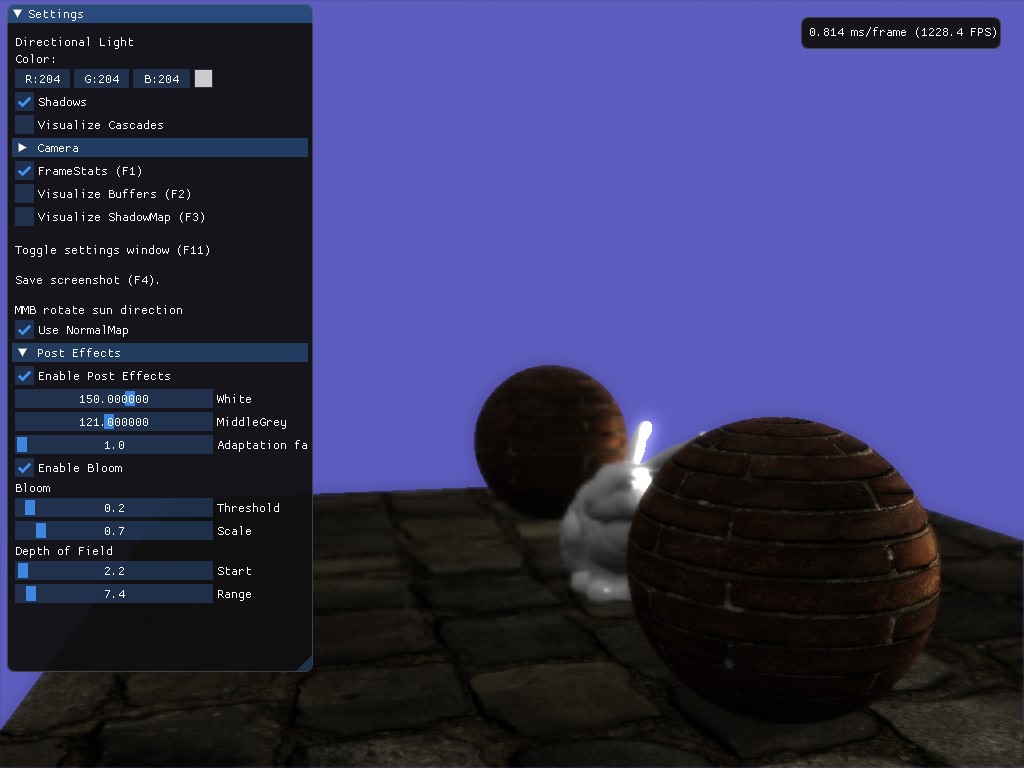 Settings
0.814 ms/frame (1228.4 FPS)
Directional Light
Color:
R:204 G:204 B:204
Shadows
Visualize Cascades
Camera
FrameStats (F1)
Visualize Buffers (F2)
Visualize ShadowMap (F3)
Toggle settings window (F11)
Save screenshot (F4).
MMB rotate sun direction
Use NormalMap
Post Effects
Enable Post Effects
150.000000 White
121.000000 MiddleGrey
1.0 Adaptation fa
Enable Bloom
Bloom
0.2 Threshold
0.7 Scale
Depth of Field
2.2 Start
7.4 Range